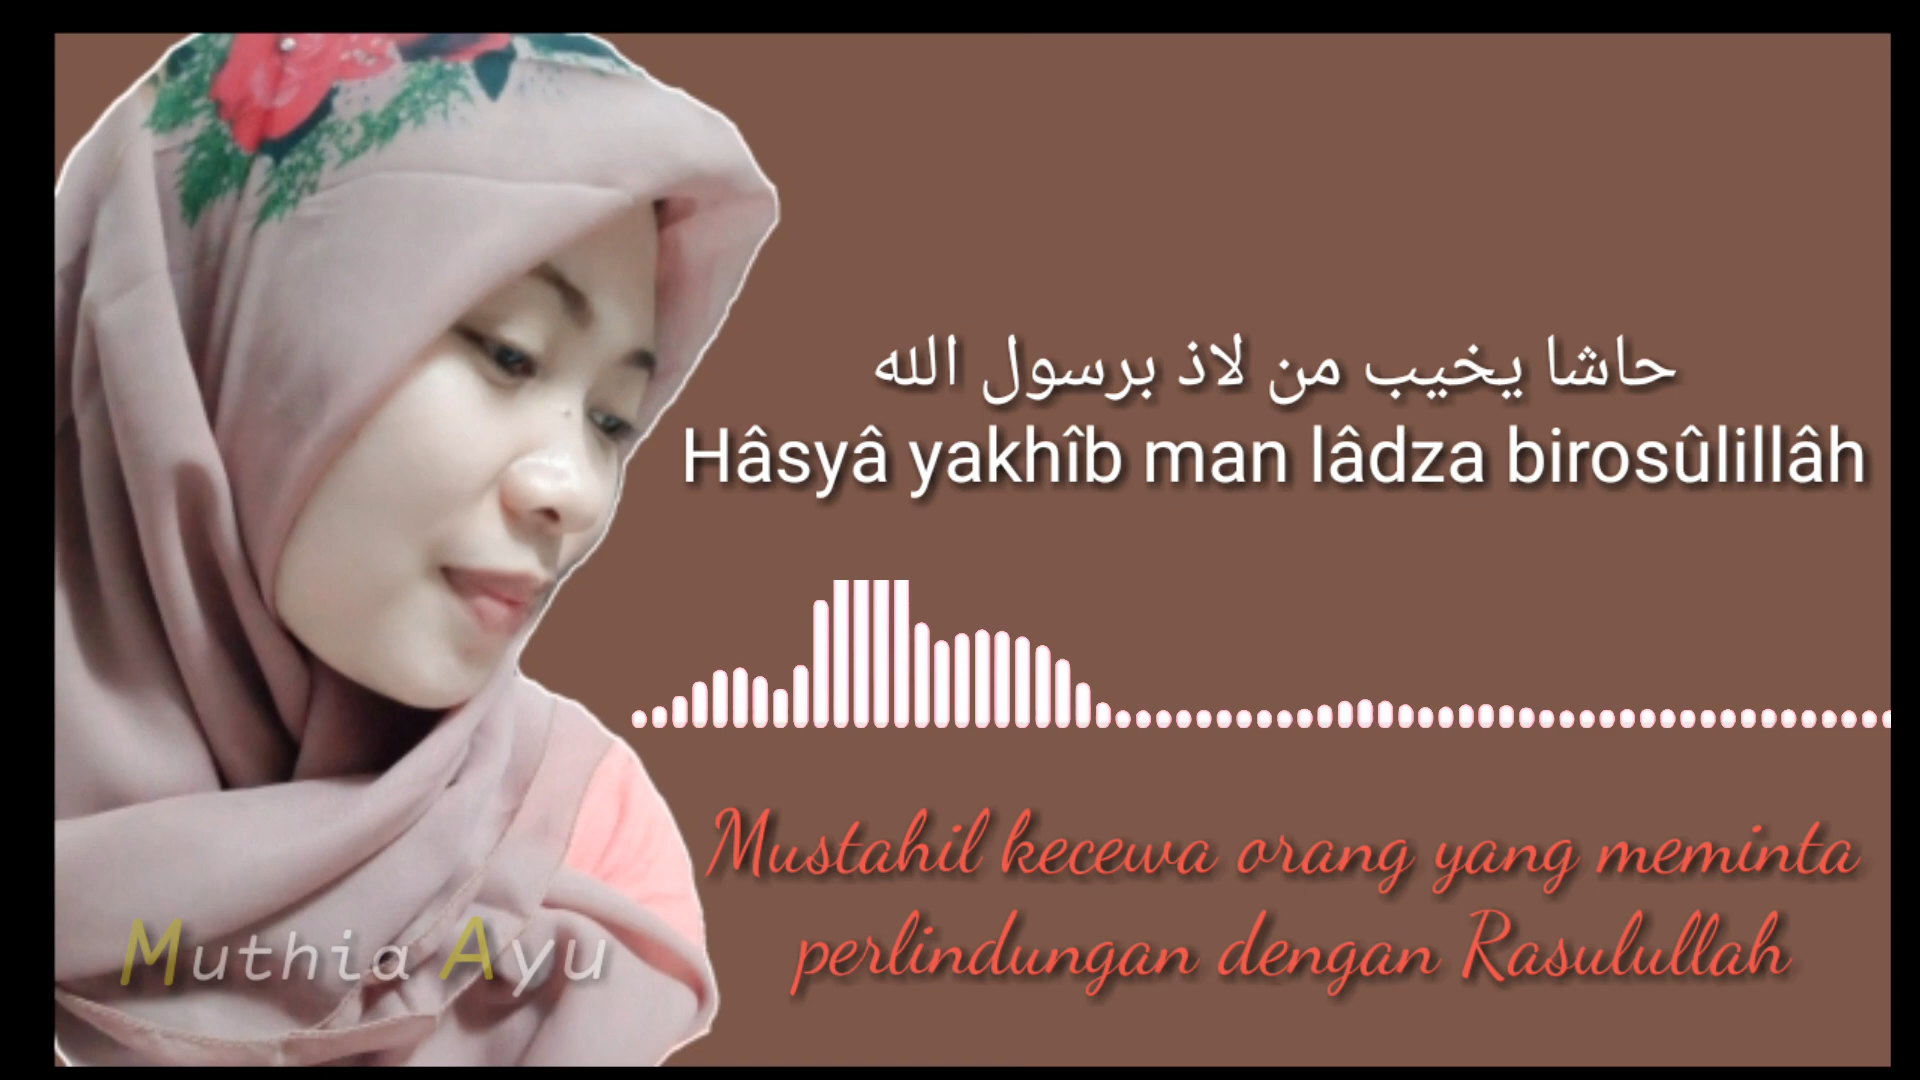 حاشا يخيب من لاذ برسول الله
Hâsyâ yakhîb man lâdza birosûlillâh
Mustahil kecewa orang yang meminta
perlindungan dengan Rasulullah
Muthia Ayu